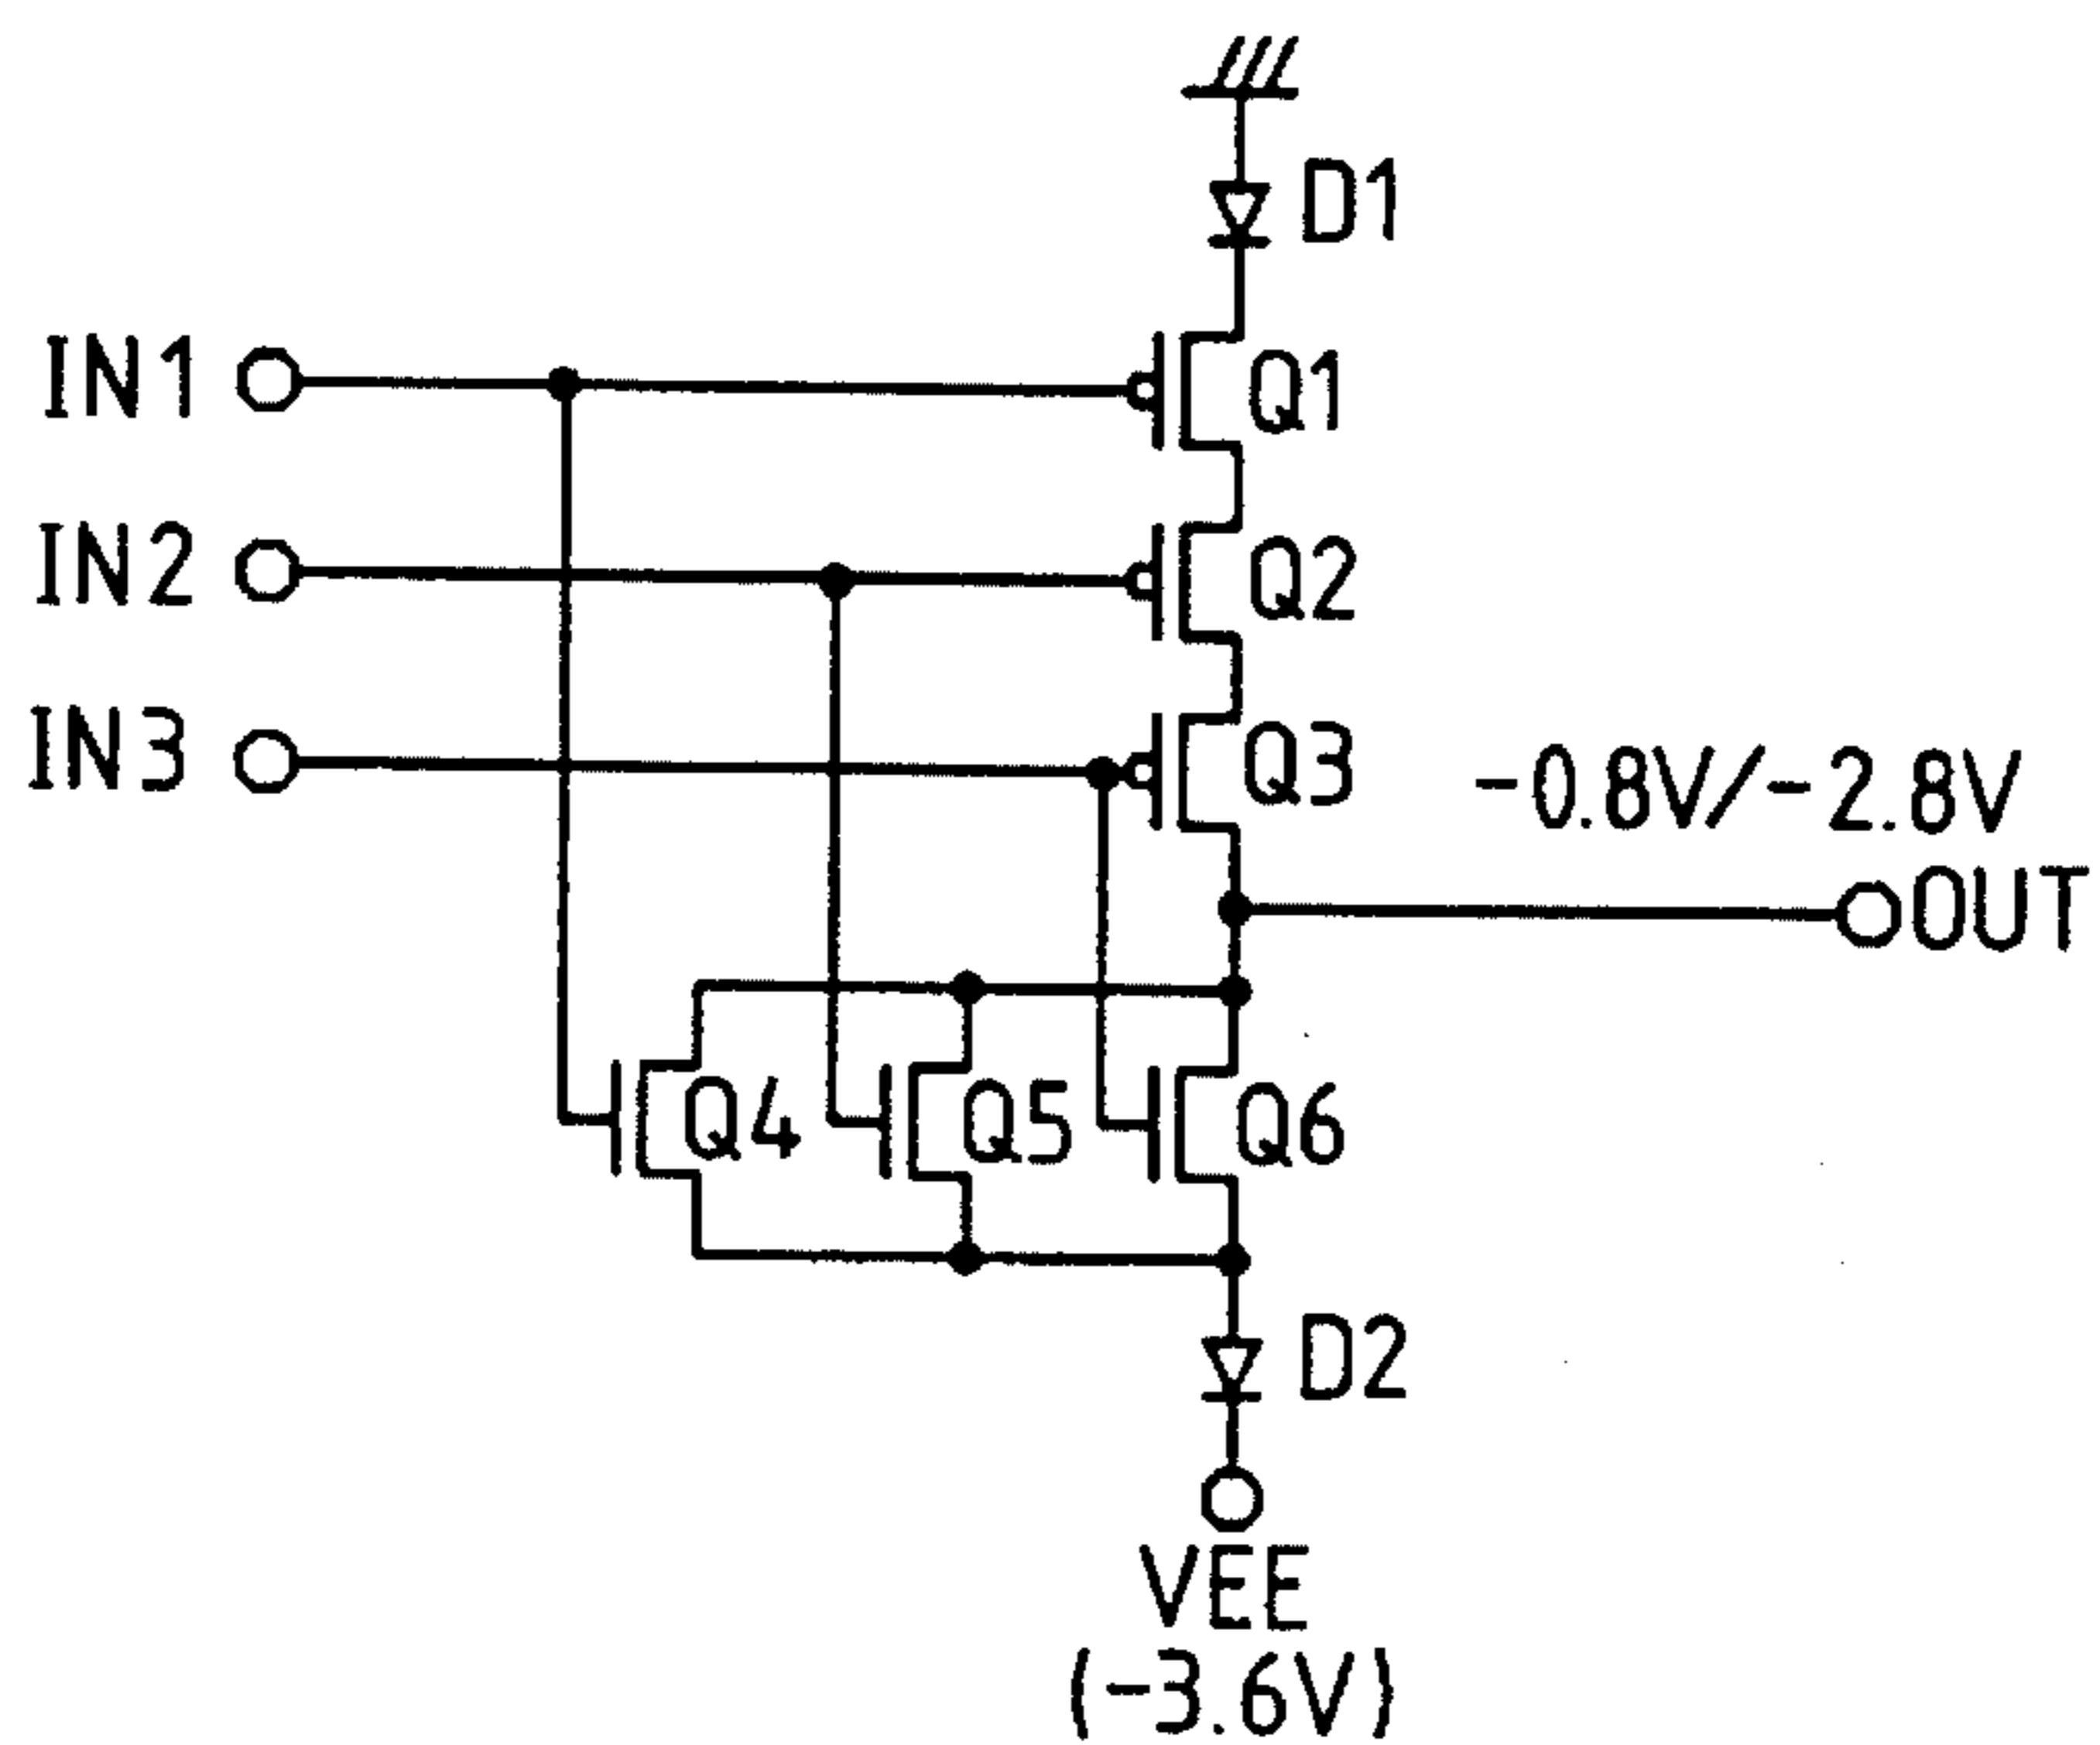 D1
IN1
Q1
IN2
Q2
IN3
Q3
-0.8V/-2.8V
OUT
Q4
Q5
Q6
D2
VEE
(-3.6V)